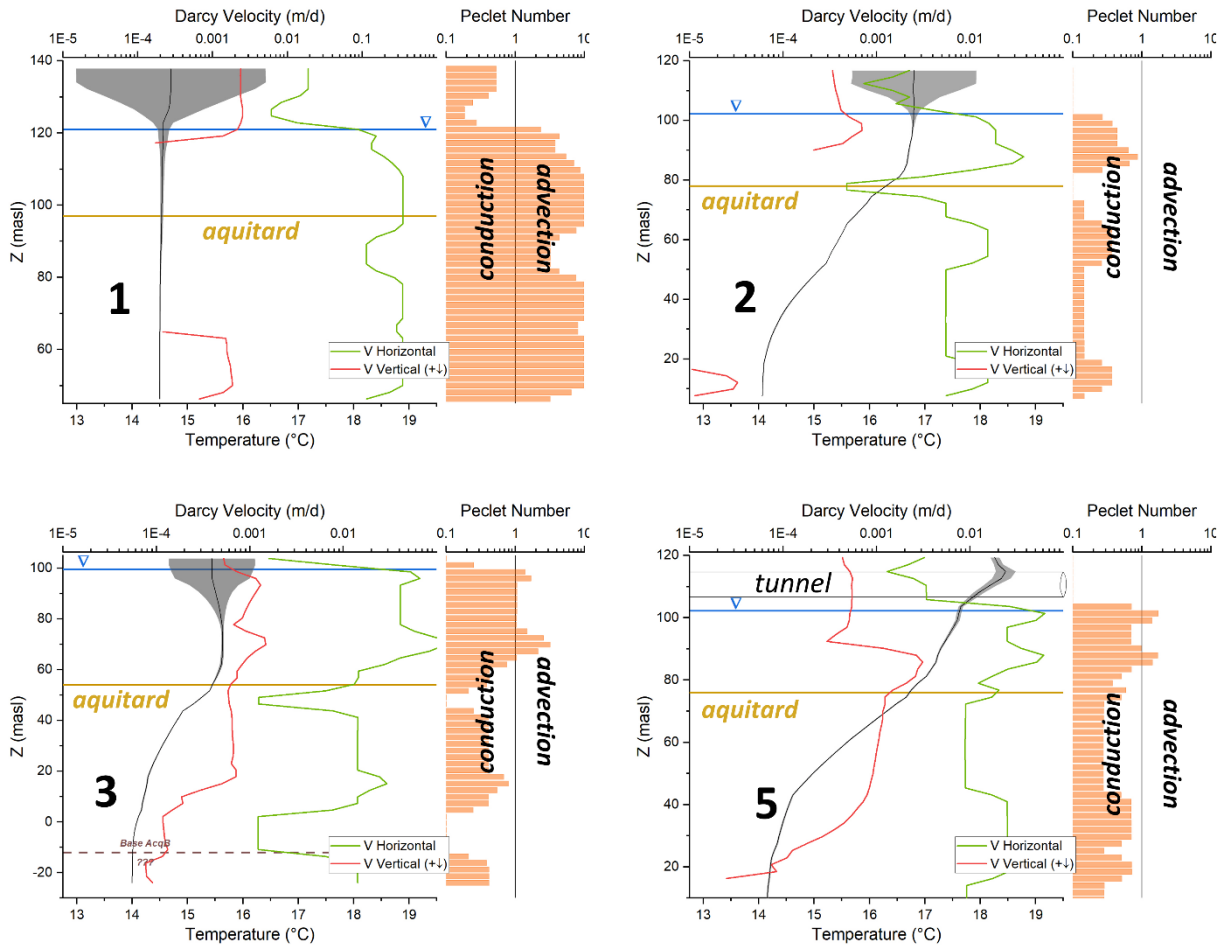 Darcy Velocity (m/d) Peclet Number
1E-5 2E-4 0.001 0.006 0.1 0.4 0.1 1 10
Z (masl)
140
120
100
80
60
∇
aquitard
conduction
advection
1
V Horizontal
V Vertical (+↓)
13 14 15 16 17 18 19
Temperature (°C)
Darcy Velocity (m/d) Peclet Number
1E-5 1E-4 0.001 0.01 0.1 1 10
Z (masl)
120
100
80
60
40
20
∇
aquitard
conduction
advection
2
V Horizontal
V Vertical (+↓)
13 14 15 16 17 18 19
Temperature (°C)
Darcy Velocity (m/d) Peclet Number
1E-5 1E-4 0.001 0.01 0.1 1 10
Z (masl)
100
80
60
40
20
0
-20
∇
aquitard
conduction
advection
3
Base AcqB
???
V Horizontal
V Vertical (+↓)
13 14 15 16 17 18 19
Temperature (°C)
Darcy Velocity (m/d) Peclet Number
1E-5 1E-4 0.001 0.01 0.1 1 10
Z (masl)
120
100
80
60
40
20
tunnel
∇
aquitard
conduction
advection
5
V Horizontal
V Vertical (+↓)
13 14 15 16 17 18 19
Temperature (°C)